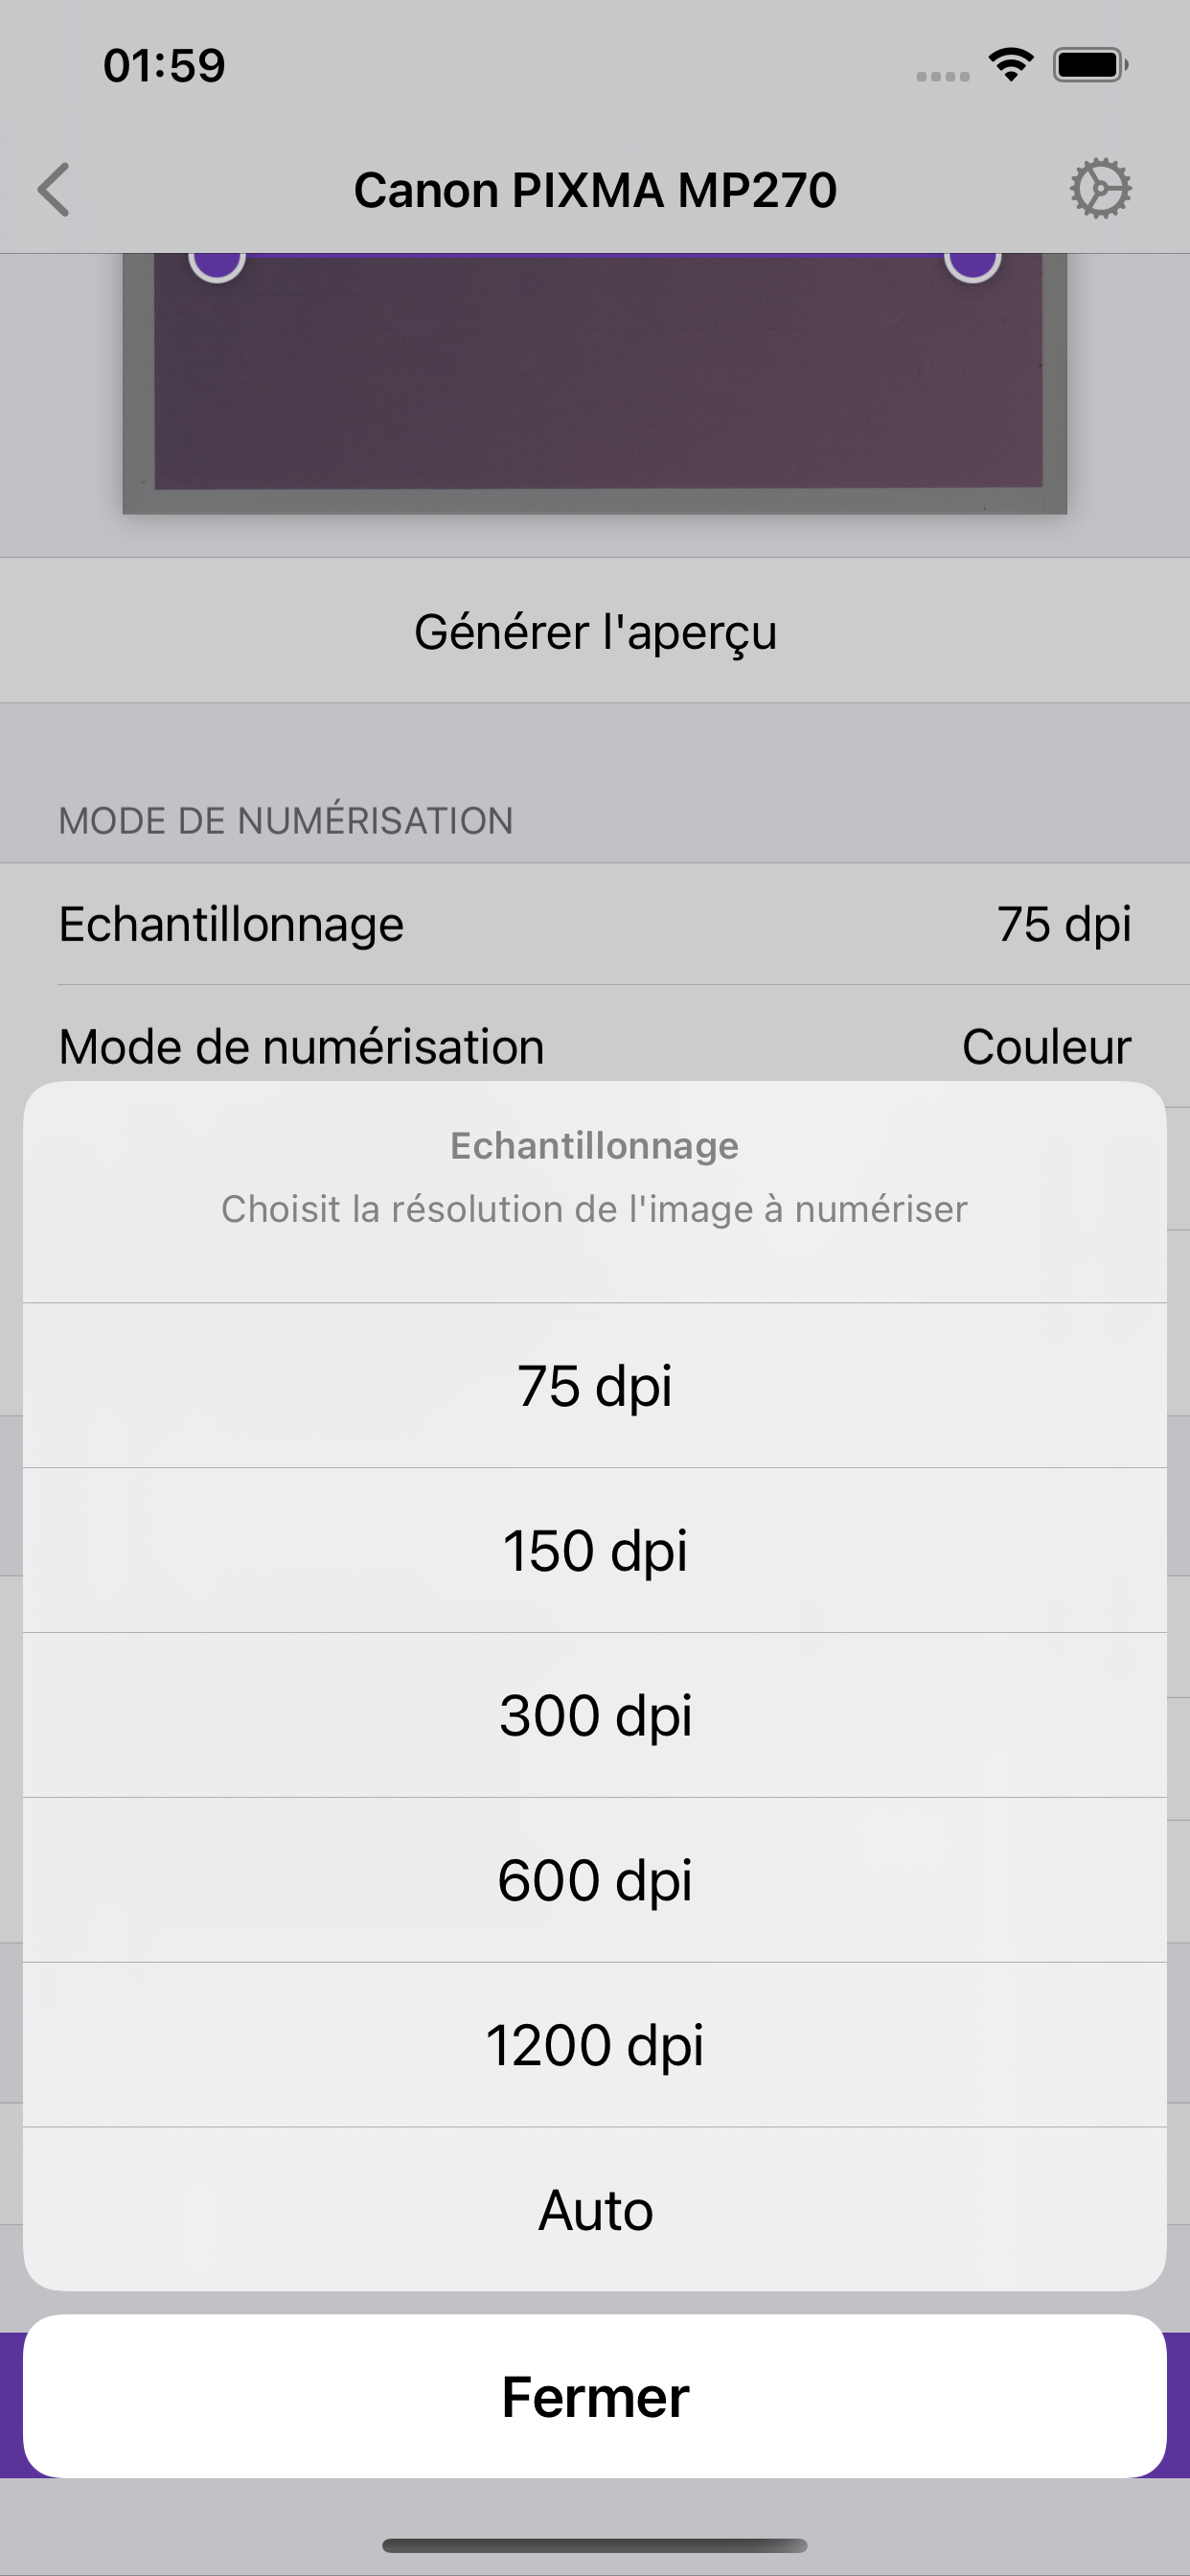 01:59
Canon PIXMA MP270
Générer l'aperçu
MODE DE NUMÉRISATION
Echantillonnage 75 dpi
Mode de numérisation Couleur
Echantillonnage
Choisit la résolution de l'image à numériser
75 dpi
150 dpi
300 dpi
600 dpi
1200 dpi
Auto
Fermer